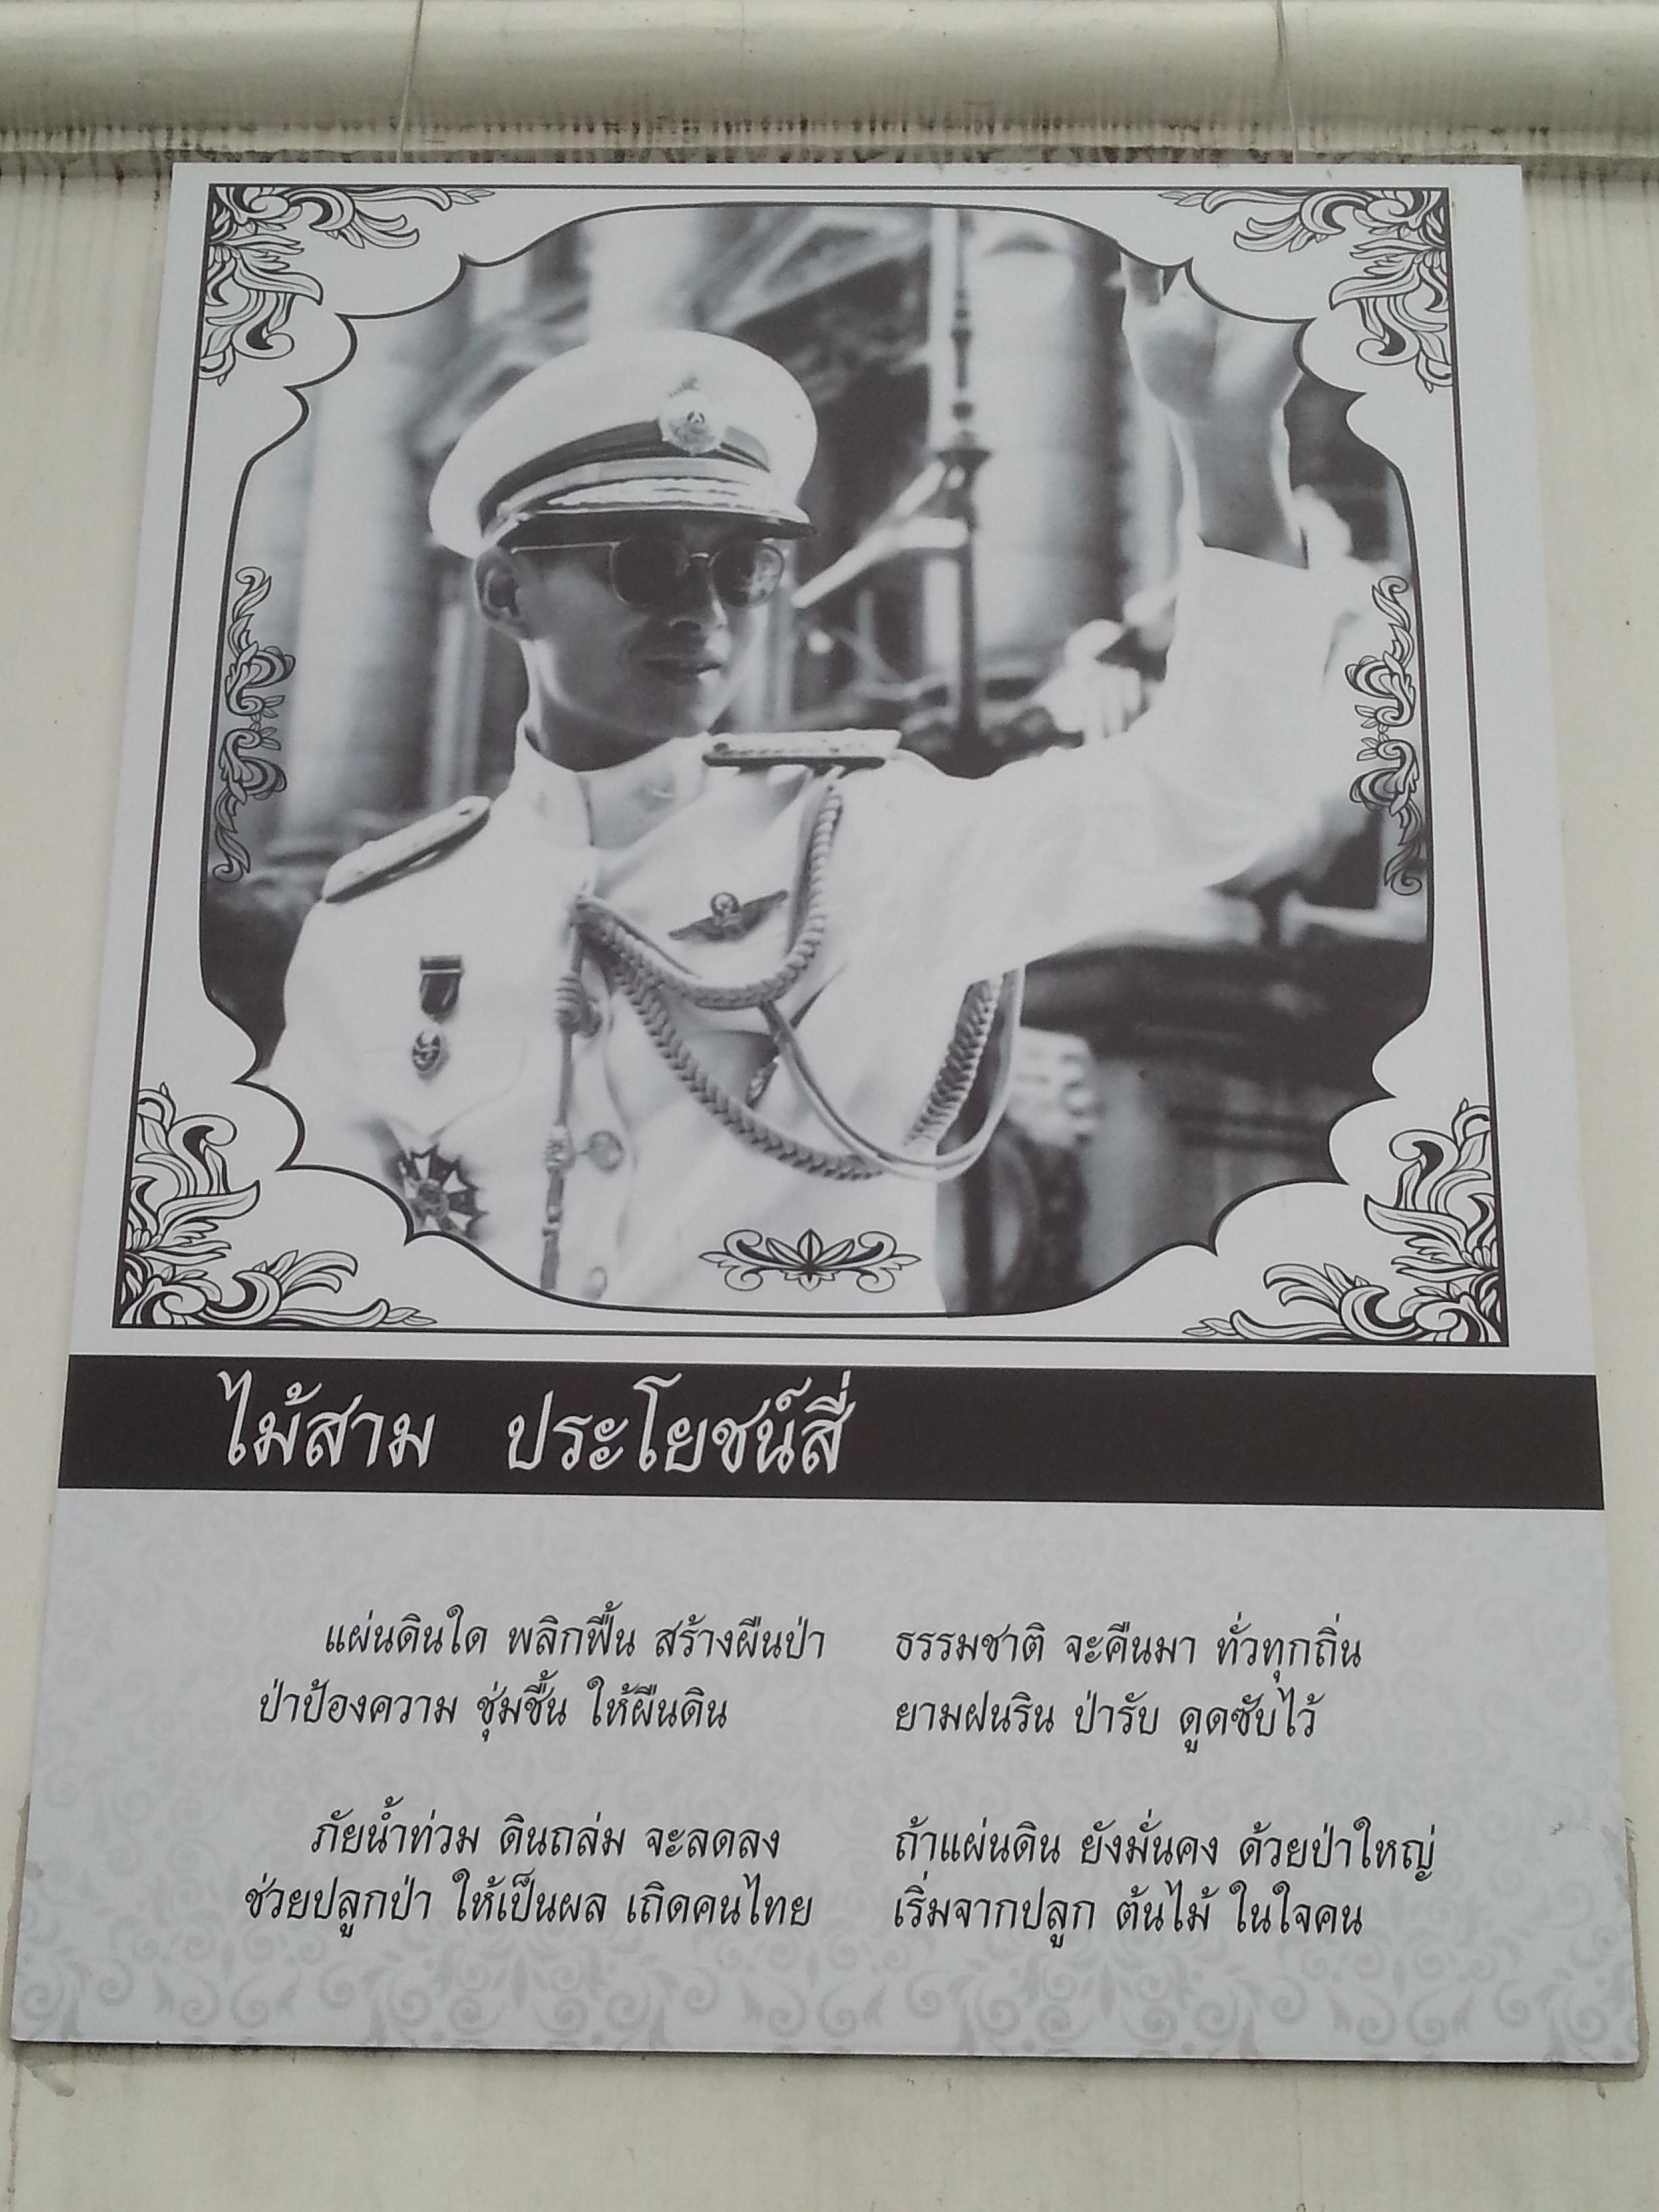 ไม้สาม ประโยชน์สี่
แผ่นดินใด พลิกฟื้น สร้างผืนป่า ธรรมชาติ จะคืนมา ทั่วทุกถิ่น
ป่าป้องความ ชุ่มชื้น ให้ผืนดิน ยามฝนริน ป่ารับ ดูดซับไว้
ภัยน้ำท่วม ดินถล่ม จะลดลง ถ้าแผ่นดิน ยังมั่นคง ด้วยป่าใหญ่
ช่วยปลูกป่า ให้เป็นผล เถิดคนไทย เริ่มจากปลูก ต้นไม้ ในใจคน